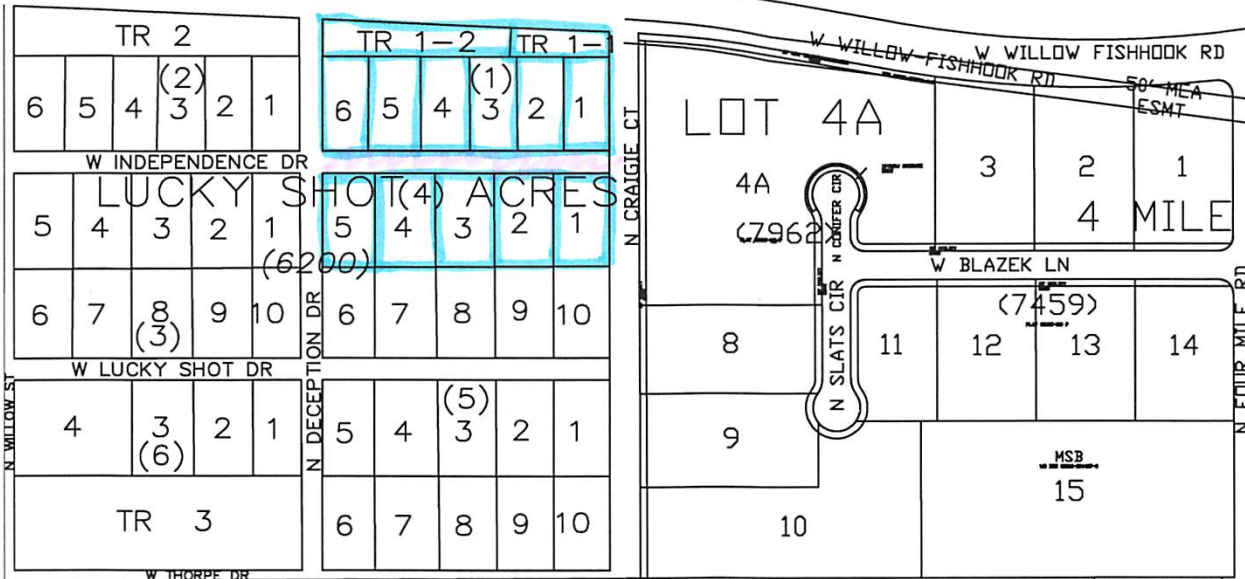 TR 2
(2)
6 5 4 3 2 1
TR 1-2 TR 1-1
(1)
6 5 4 3 2 1
W INDEPENDENCE DR
LUCKY SHOT ACRES
(4)
5 4 3 2 1
5 4 3 2 1
(6200)
6 7 8 9 10
(3)
6 7 8 9 10
W LUCKY SHOT DR
4 3 2 1
(6)
(5)
5 4 3 2 1
TR 3
6 7 8 9 10
W THORPE DR
N WILLOW ST
N DECEPTION DR
N CRAIGIE CT
W WILLOW-FISHHOOK RD
W WILLOW FISHHOOK RD
50' MEA
ESMT
LOT 4A
4A
(7962)
N CONIFER CIR
3 2 1
4 MILE
W BLAZEK LN
(7459)
N SLATS CIR
8
11 12 13 14
9
MSB
15
10
N FOUR MILE RD